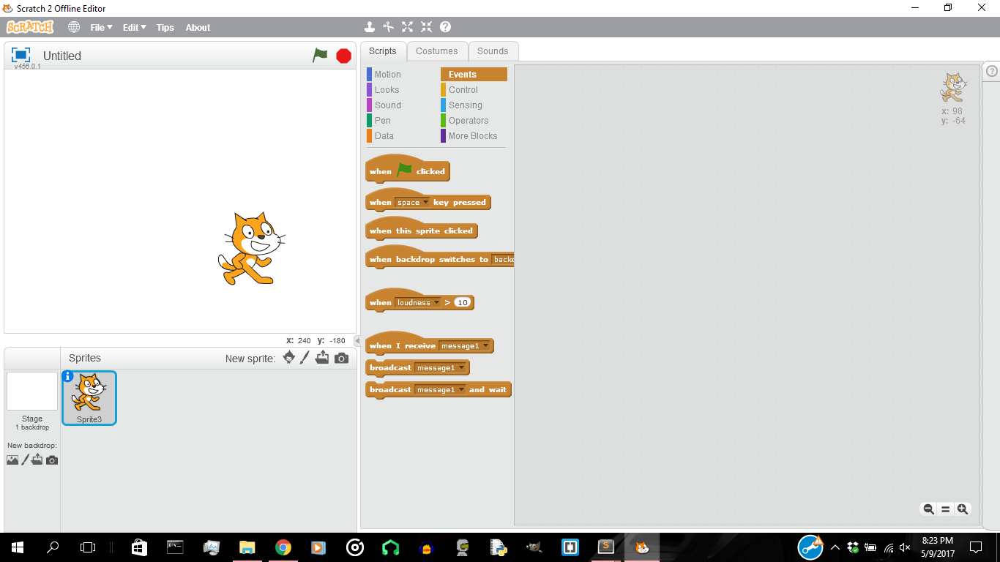 Scratch 2 Offline Editor
SCRATCH File Edit Tips About
Untitled
v456.0.1
Scripts Costumes Sounds
Motion Events
Looks Control
Sound Sensing
Pen Operators
Data More Blocks
when clicked
when space key pressed
when this sprite clicked
when backdrop switches to backd
when loudness > 10
when I receive message1
broadcast message1
broadcast message1 and wait
x: 98
y: -64
x: 240 y: -180
Sprites New sprite:
Stage
1 backdrop
New backdrop:
Sprite3
8:23 PM
5/9/2017